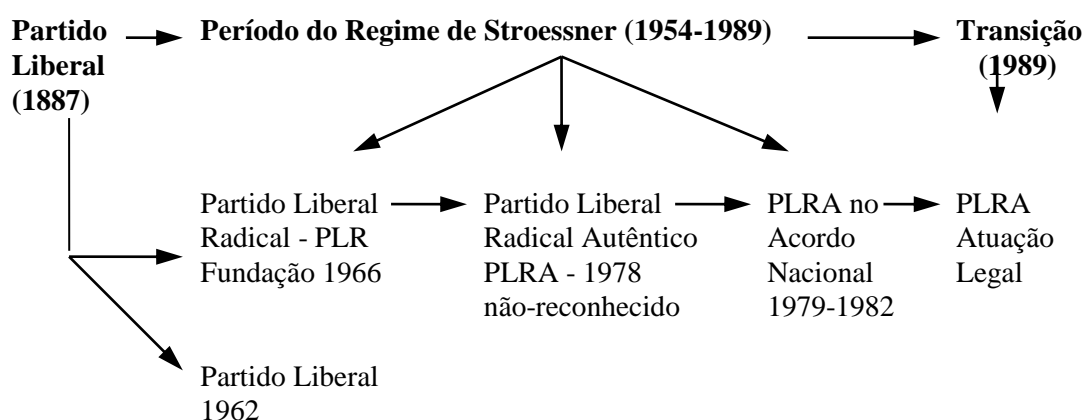 Partido
Liberal
(1887)
Período do Regime de Stroessner (1954-1989)
Transição
(1989)
Partido Liberal
Radical - PLR
Fundação 1966
Partido Liberal
Radical Autêntico
PLRA - 1978
não-reconhecido
PLRA no
Acordo
Nacional
1979-1982
PLRA
Atuação
Legal
Partido Liberal
1962